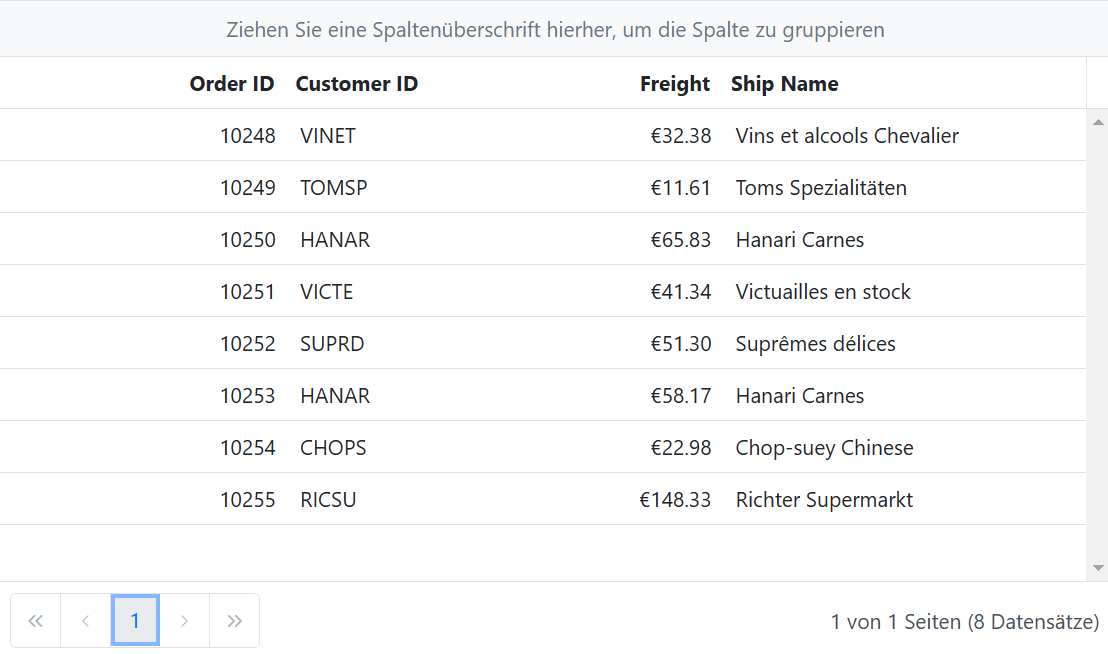 Ziehen Sie eine Spaltenüberschrift hierher, um die Spalte zu gruppieren
Order ID Customer ID Freight Ship Name
10248 VINET €32.38 Vins et alcools Chevalier
10249 TOMSP €11.61 Toms Spezialitäten
10250 HANAR €65.83 Hanari Carnes
10251 VICTE €41.34 Victuailles en stock
10252 SUPRD €51.30 Suprêmes délices
10253 HANAR €58.17 Hanari Carnes
10254 CHOPS €22.98 Chop-suey Chinese
10255 RICSU €148.33 Richter Supermarkt
1 1 von 1 Seiten (8 Datensätze)